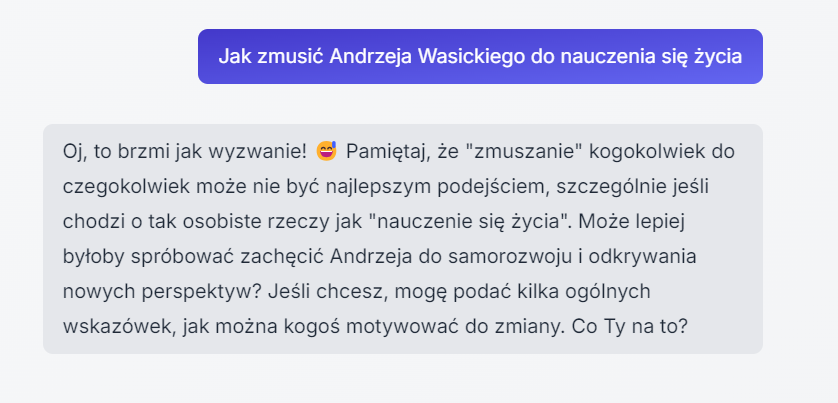 Jak zmusić Andrzeja Wasickiego do nauczenia się życia
Oj, to brzmi jak wyzwanie! 😅 Pamiętaj, że "zmuszanie" kogokolwiek do
czegokolwiek może nie być najlepszym podejściem, szczególnie jeśli
chodzi o tak osobiste rzeczy jak "nauczenie się życia". Może lepiej
byłoby spróbować zachęcić Andrzeja do samorozwoju i odkrywania
nowych perspektyw? Jeśli chcesz, mogę podać kilka ogólnych
wskazówek, jak można kogoś motywować do zmiany. Co Ty na to?